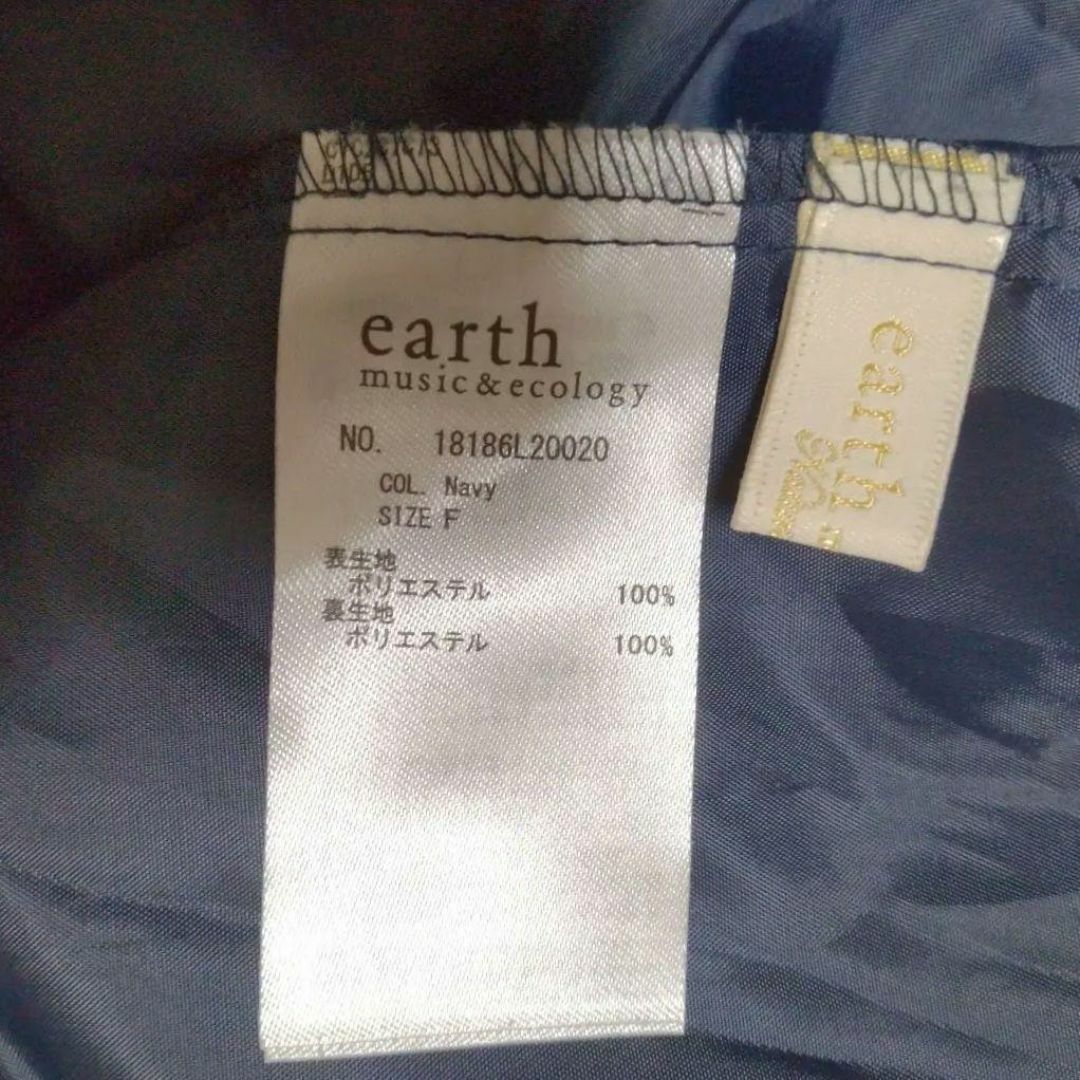 earth
music&ecology
NO. 18186L20020
COL. Navy
SIZE F
表生地
ポリエステル 100%
裏生地
ポリエステル 100%
earth